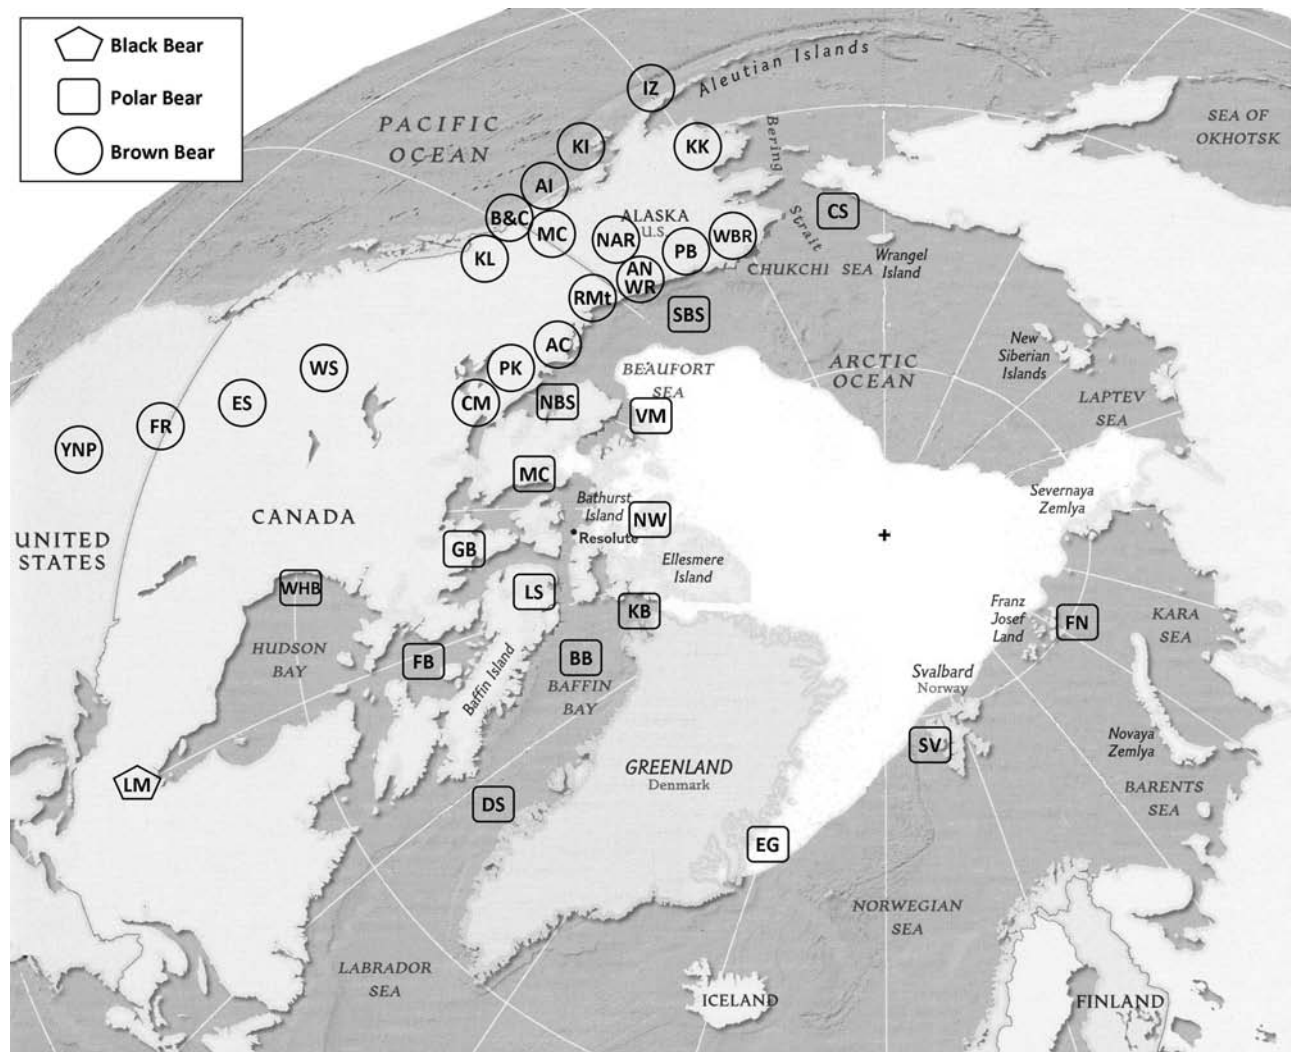 Black Bear
Polar Bear
Brown Bear
PACIFIC
OCEAN
Aleutian Islands
SEA OF
OKHOTSK
IZ
KI
KK
Bering
Strait
AI
B&C
MC
KL
ALASKA
U.S.
NAR
PB
WBR
AN
WR
RMt
CS
CHUKCHI SEA
Wrangel
Island
SBS
AC
PK
CM
NBS
BEAUFORT
SEA
VM
ARCTIC
OCEAN
New
Siberian
Islands
LAPTEV
SEA
WS
ES
FR
YNP
MC
Bathurst
Island
NW
Resolute
Severnaya
Zemlya
CANADA
UNITED
STATES
GB
Ellesmere
Island
WHB
LS
KB
Franz
Josef
Land
FN
KARA
SEA
HUDSON
BAY
FB
Baffin Island
BB
BAFFIN
BAY
Svalbard
Norway
SV
Novaya
Zemlya
BARENTS
SEA
LM
DS
GREENLAND
Denmark
EG
NORWEGIAN
SEA
LABRADOR
SEA
ICELAND
FINLAND